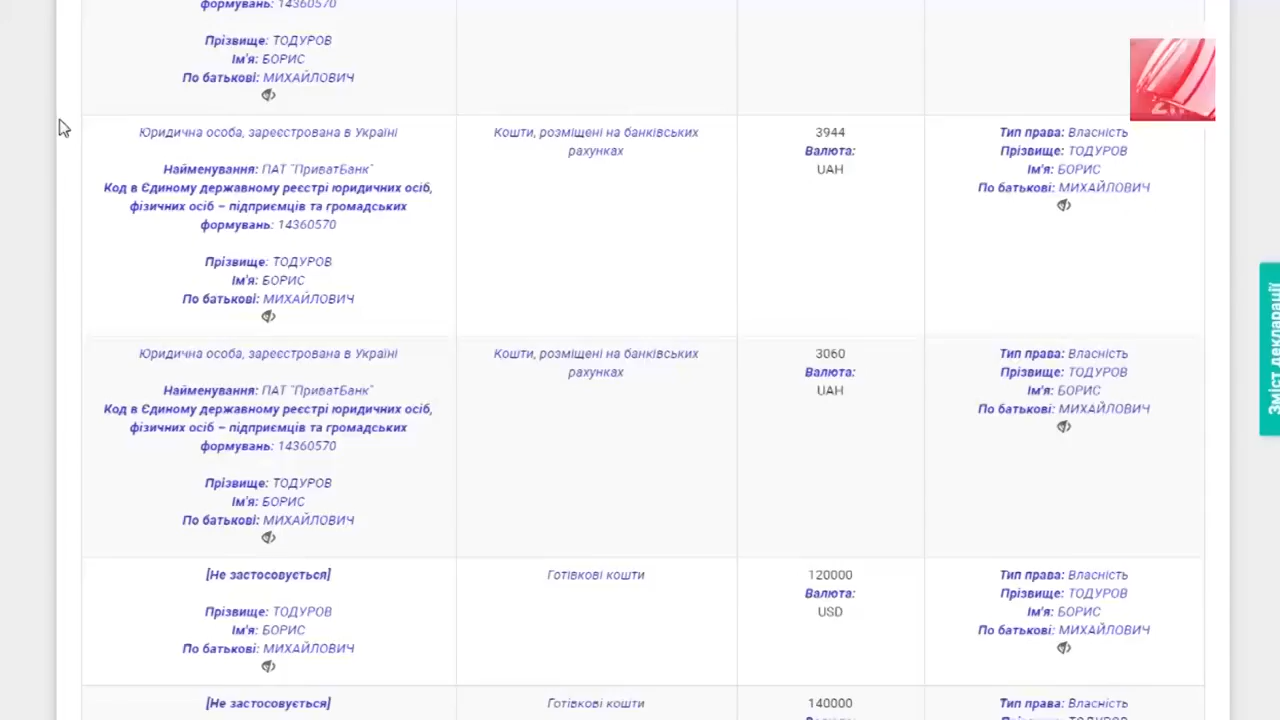 формувань: 14360570
Прізвище: ТОДУРОВ
Ім'я: БОРИС
По батькові: МИХАЙЛОВИЧ
Юридична особа, зареєстрована в Україні
Найменування: ПАТ "ПриватБанк"
Код в Єдиному державному реєстрі юридичних осіб,
фізичних осіб – підприємців та громадських
формувань: 14360570
Прізвище: ТОДУРОВ
Ім'я: БОРИС
По батькові: МИХАЙЛОВИЧ
Кошти, розміщені на банківських
рахунках
3944
Валюта:
UAH
Тип права: Власність
Прізвище: ТОДУРОВ
Ім'я: БОРИС
По батькові: МИХАЙЛОВИЧ
Юридична особа, зареєстрована в Україні
Найменування: ПАТ "ПриватБанк"
Код в Єдиному державному реєстрі юридичних осіб,
фізичних осіб – підприємців та громадських
формувань: 14360570
Прізвище: ТОДУРОВ
Ім'я: БОРИС
По батькові: МИХАЙЛОВИЧ
Кошти, розміщені на банківських
рахунках
3060
Валюта:
UAH
Тип права: Власність
Прізвище: ТОДУРОВ
Ім'я: БОРИС
По батькові: МИХАЙЛОВИЧ
[Не застосовується]
Прізвище: ТОДУРОВ
Ім'я: БОРИС
По батькові: МИХАЙЛОВИЧ
Готівкові кошти
120000
Валюта:
USD
Тип права: Власність
Прізвище: ТОДУРОВ
Ім'я: БОРИС
По батькові: МИХАЙЛОВИЧ
[Не застосовується]
Готівкові кошти
140000
Тип права: Власність
Зміст декларації